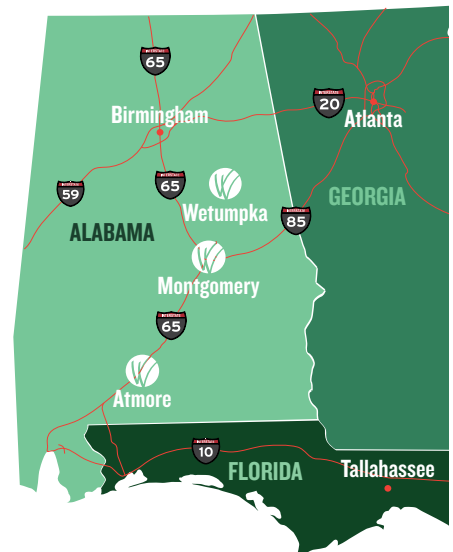 65
Birmingham
20
Atlanta
59
65
Wetumpka
GEORGIA
85
ALABAMA
Montgomery
65
Atmore
10
FLORIDA
Tallahassee